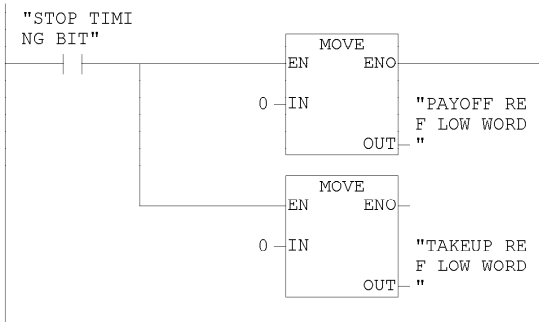 "STOP TIMI
NG BIT"
MOVE
EN ENO
0 IN
"PAYOFF RE
F LOW WORD
OUT "
MOVE
EN ENO
0 IN
"TAKEUP RE
F LOW WORD
OUT "